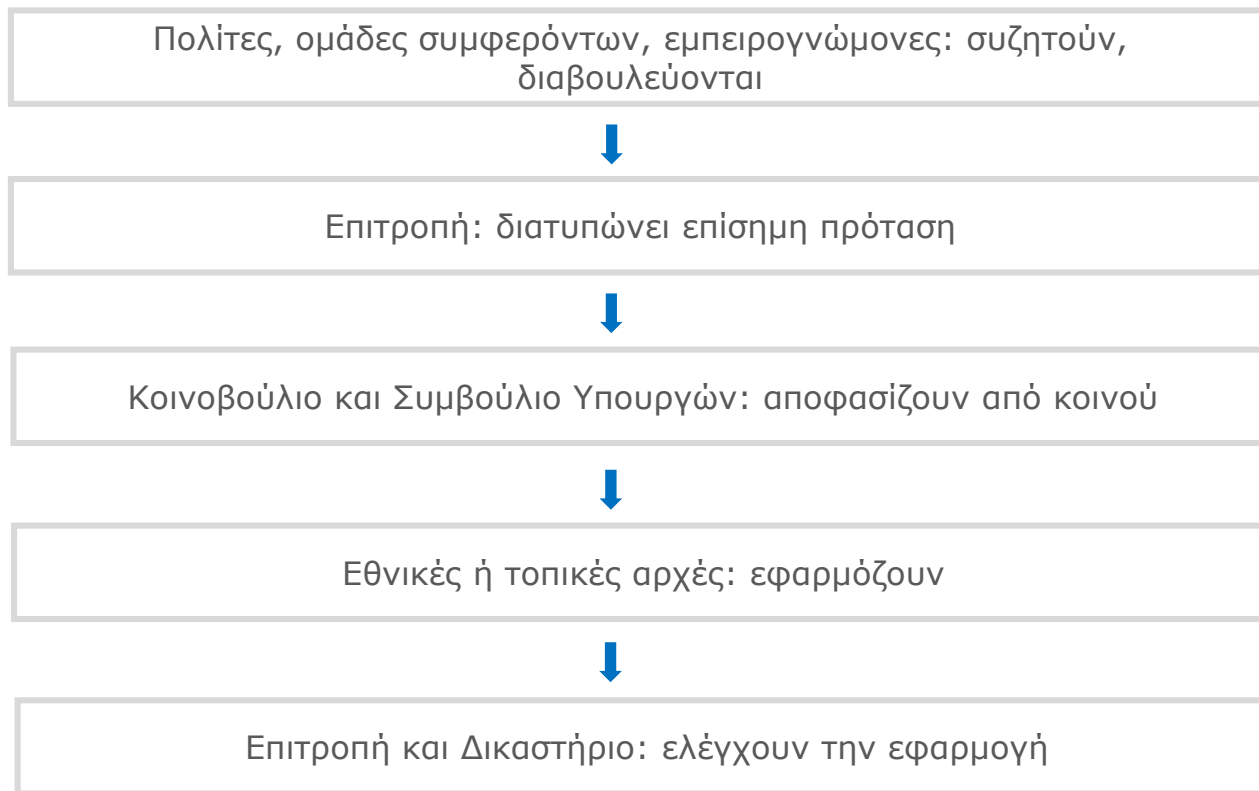 Πολίτες, ομάδες συμφερόντων, εμπειρογνώμονες: συζητούν,
διαβουλεύονται
Επιτροπή: διατυπώνει επίσημη πρόταση
Κοινοβούλιο και Συμβούλιο Υπουργών: αποφασίζουν από κοινού
Εθνικές ή τοπικές αρχές: εφαρμόζουν
Επιτροπή και Δικαστήριο: ελέγχουν την εφαρμογή